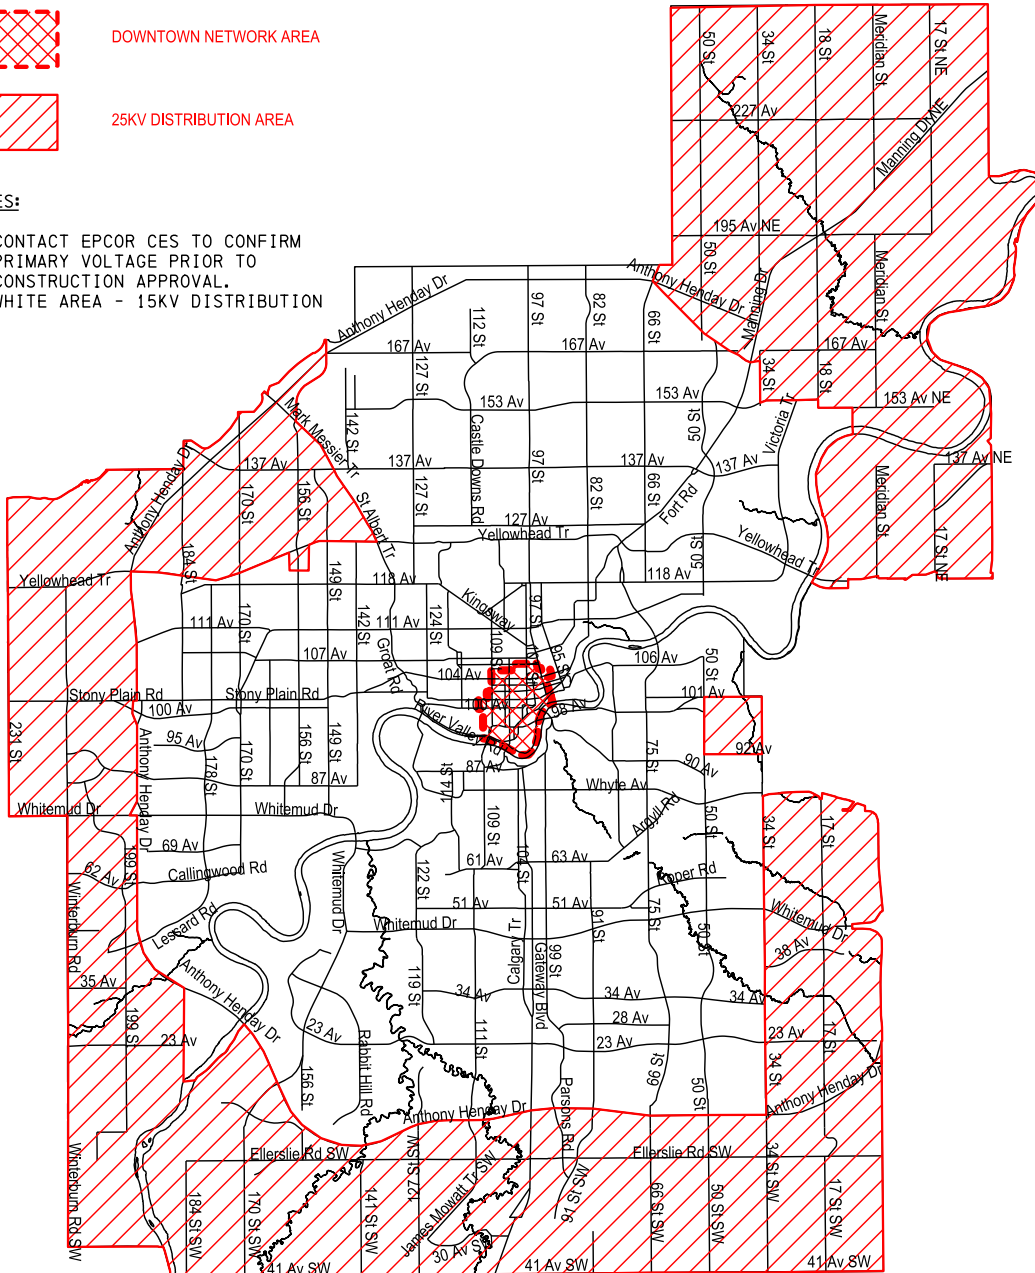 DOWNTOWN NETWORK AREA
25KV DISTRIBUTION AREA
ES:
CONTACT EPCOR CES TO CONFIRM
PRIMARY VOLTAGE PRIOR TO
CONSTRUCTION APPROVAL.
WHITE AREA - 15KV DISTRIBUTION
50 St
34 St
18 St
Meridian St
17 St NE
227 Av
Manning Dr NE
195 Av NE
50 St
Meridian St
Anthony Henday Dr
Anthony Henday Dr
Manning Dr
112 St
97 St
82 St
66 St
167 Av
167 Av
167 Av
127 St
34 St
18 St
153 Av
153 Av
153 Av NE
Mark Messier Tr
142 St
Castle Downs Rd
50 St
Victoria Tr
137 Av
137 Av
137 Av
137 Av
137 Av NE
Anthony Henday Dr
170 St
156 St
127 St
97 St
82 St
66 St
Meridian St
St Albert Tr
Fort Rd
127 Av
Yellowhead Tr
Yellowhead Tr
50 St
17 St NE
Yellowhead Tr
184 St
149 St
118 Av
118 Av
Kingsway
97 St
111 Av
170 St
142 St
111 Av
124 St
109 St
95 St
107 Av
Groat Rd
104 Av
106 Av
50 St
Stony Plain Rd
Stony Plain Rd
101 Av
100 Av
100 Av
98 Av
River Valley Rd
231 St
95 Av
Anthony Henday Dr
178 St
170 St
156 St
149 St
87 Av
87 Av
75 St
90 Av
92 Av
114 St
Whyte Av
Whitemud Dr
Whitemud Dr
109 St
Argyll Rd
50 St
34 St
17 St
69 Av
62 Av
199 St
Callingwood Rd
Whitemud Dr
122 St
61 Av
104 St
63 Av
Roper Rd
Winterburn Rd
51 Av
51 Av
Lessard Rd
Whitemud Dr
Calgary Tr
91 St
75 St
50 St
Whitemud Dr
38 Av
Anthony Henday Dr
119 St
Gateway Blvd
99 St
35 Av
34 Av
34 Av
34 Av
199 St
23 Av
23 Av
111 St
28 Av
23 Av
23 Av
17 St
156 St
Rabbit Hill Rd
Parsons Rd
66 St
50 St
34 St
Anthony Henday Dr
Anthony Henday Dr
Ellerslie Rd SW
127 St SW
Ellerslie Rd SW
Winterburn Rd SW
184 St SW
170 St SW
141 St SW
James Mowatt Tr SW
91 St SW
66 St SW
50 St SW
34 St SW
17 St SW
30 Av S
41 Av SW
41 Av SW
41 Av SW